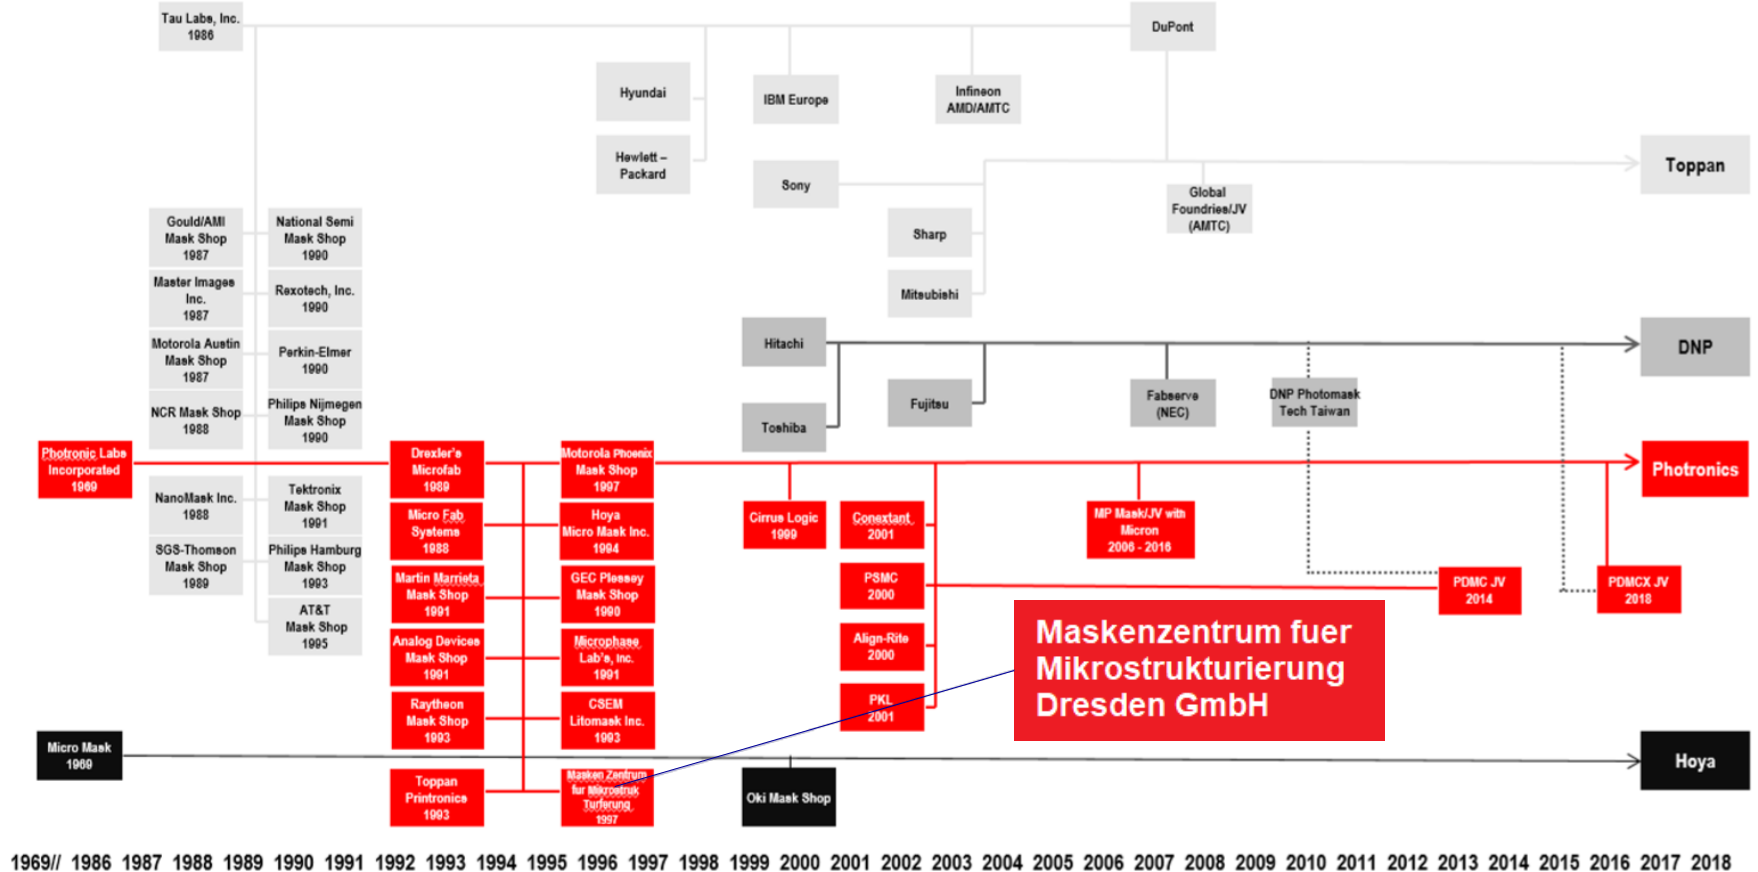 Tau Labs, Inc.
1986
DuPont
Hyundai
IBM Europe
Infineon
AMD/AMTC
Hewlett –
Packard
Sony
Toppan
Global
Foundries/JV
(AMTC)
Gould/AMI
Mask Shop
1987
National Semi
Mask Shop
1990
Sharp
Master Images
Inc.
1987
Rexotech, Inc.
1990
Mitsubishi
Motorola Austin
Mask Shop
1987
Perkin-Elmer
1990
Hitachi
DNP
NCR Mask Shop
1988
Philips Nijmegen
Mask Shop
1990
Toshiba
Fujitsu
Fabserve
(NEC)
DNP Photomask
Tech Taiwan
Photronic Labs
Incorporated
1969
Drexler's
Microfab
1989
Motorola Phoenix
Mask Shop
1997
Photronics
NanoMask Inc.
1988
Tektronix
Mask Shop
1991
Micro Fab
Systems
1988
Hoya
Micro Mask Inc.
1994
Cirrus Logic
1999
Conextant
2001
MP Mask/JV with
Micron
2006 - 2016
SGS-Thomson
Mask Shop
1989
Philips Hamburg
Mask Shop
1993
Martin Marrieta
Mask Shop
1991
GEC Plessey
Mask Shop
1990
PSMC
2000
PDMC JV
2014
PDMCX JV
2018
AT&T
Mask Shop
1995
Analog Devices
Mask Shop
1991
Microphase
Lab's, inc.
1991
Align-Rite
2000
Maskenzentrum fuer
Mikrostrukturierung
Dresden GmbH
Raytheon
Mask Shop
1993
CSEM
Litomask Inc.
1993
PKL
2001
Micro Mask
1969
Hoya
Toppan
Printronics
1993
Masken Zentrum
fur Mikrostruk
Turferung
1997
Oki Mask Shop
1969// 1986 1987 1988 1989 1990 1991 1992 1993 1994 1995 1996 1997 1998 1999 2000 2001 2002 2003 2004 2005 2006 2007 2008 2009 2010 2011 2012 2013 2014 2015 2016 2017 2018